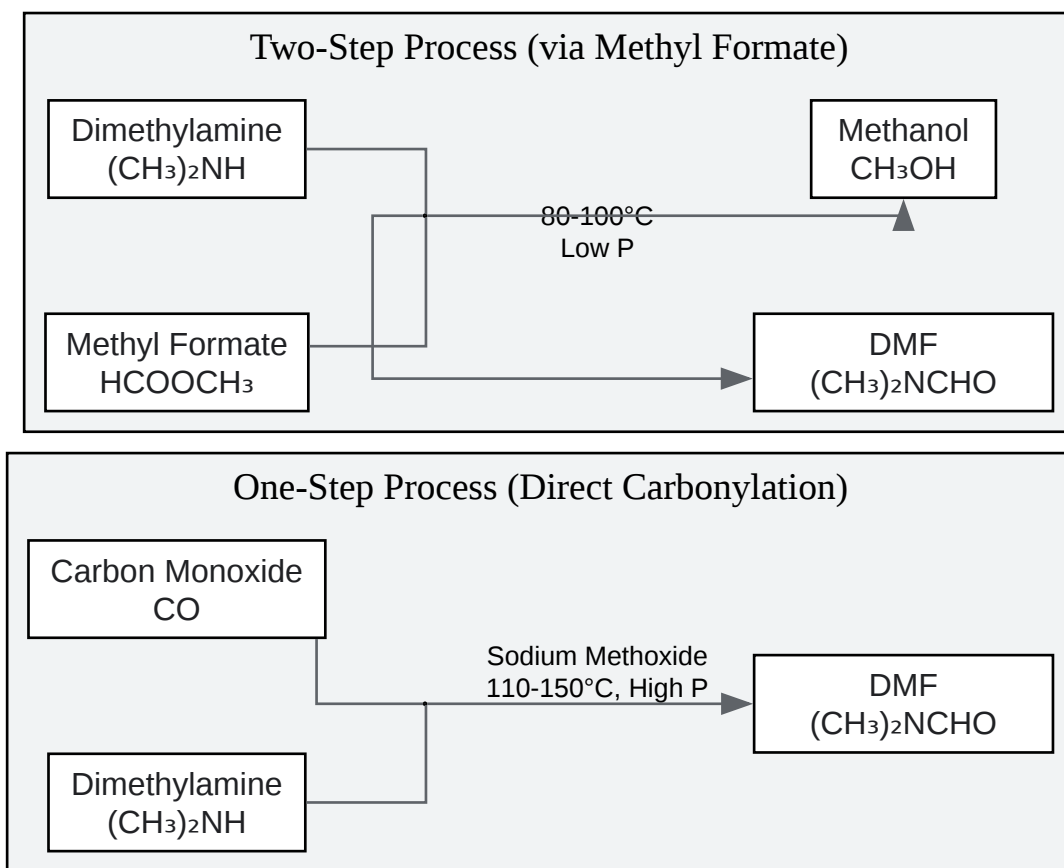 Two-Step Process (via Methyl Formate)
Dimethylamine
(CH₃)₂NH
Methanol
CH₃OH
80-100°C
Low P
Methyl Formate
HCOOCH₃
DMF
(CH₃)₂NCHO
One-Step Process (Direct Carbonylation)
Carbon Monoxide
CO
Sodium Methoxide
110-150°C, High P
DMF
(CH₃)₂NCHO
Dimethylamine
(CH₃)₂NH